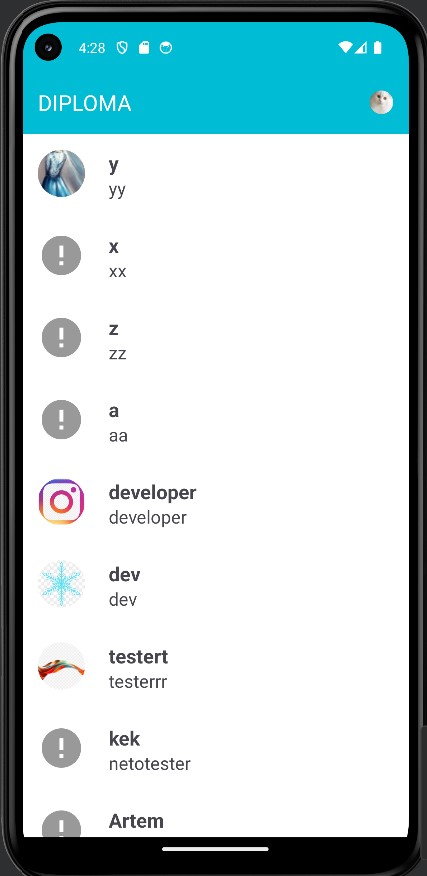 4:28
DIPLOMA
y
yy
x
xx
z
zz
a
aa
developer
developer
dev
dev
testert
testerrr
kek
netotester
Artem